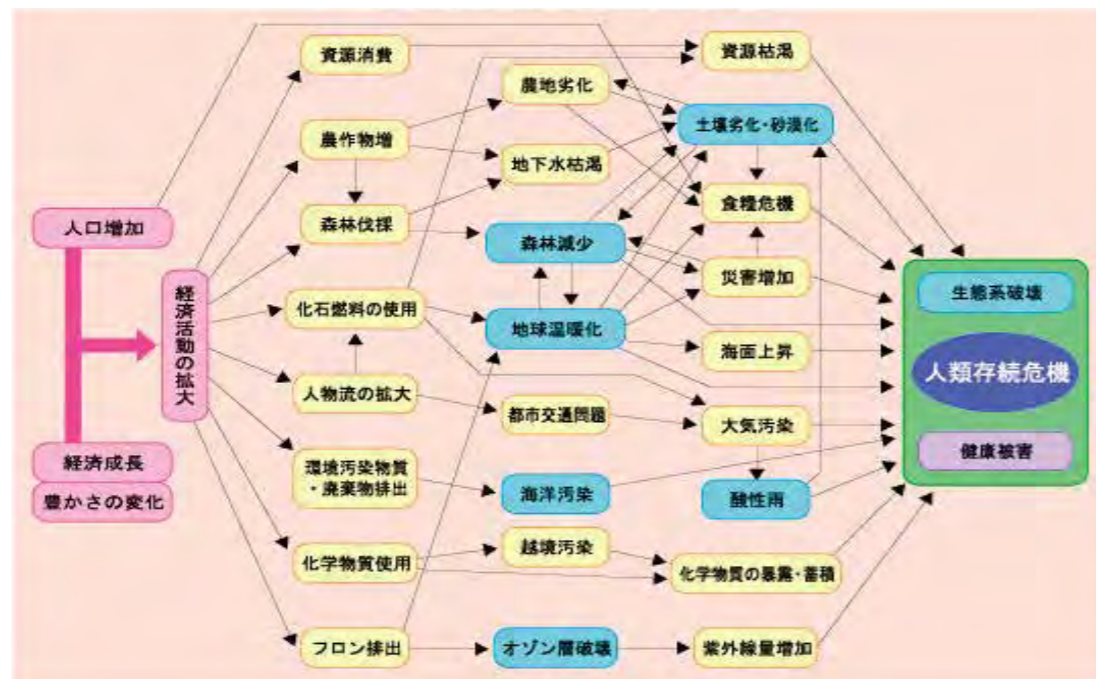 人口増加
経済成長
豊かさの変化
経済活動の拡大
資源消費
農作物増
森林伐採
化石燃料の使用
人物流の拡大
環境汚染物質
・廃棄物排出
化学物質使用
フロン排出
農地劣化
地下水枯渇
森林減少
地球温暖化
都市交通問題
海洋汚染
越境汚染
オゾン層破壊
資源枯渇
土壌劣化・砂漠化
食糧危機
災害増加
海面上昇
大気汚染
酸性雨
化学物質の暴露・蓄積
紫外線量増加
生態系破壊
人類存続危機
健康被害